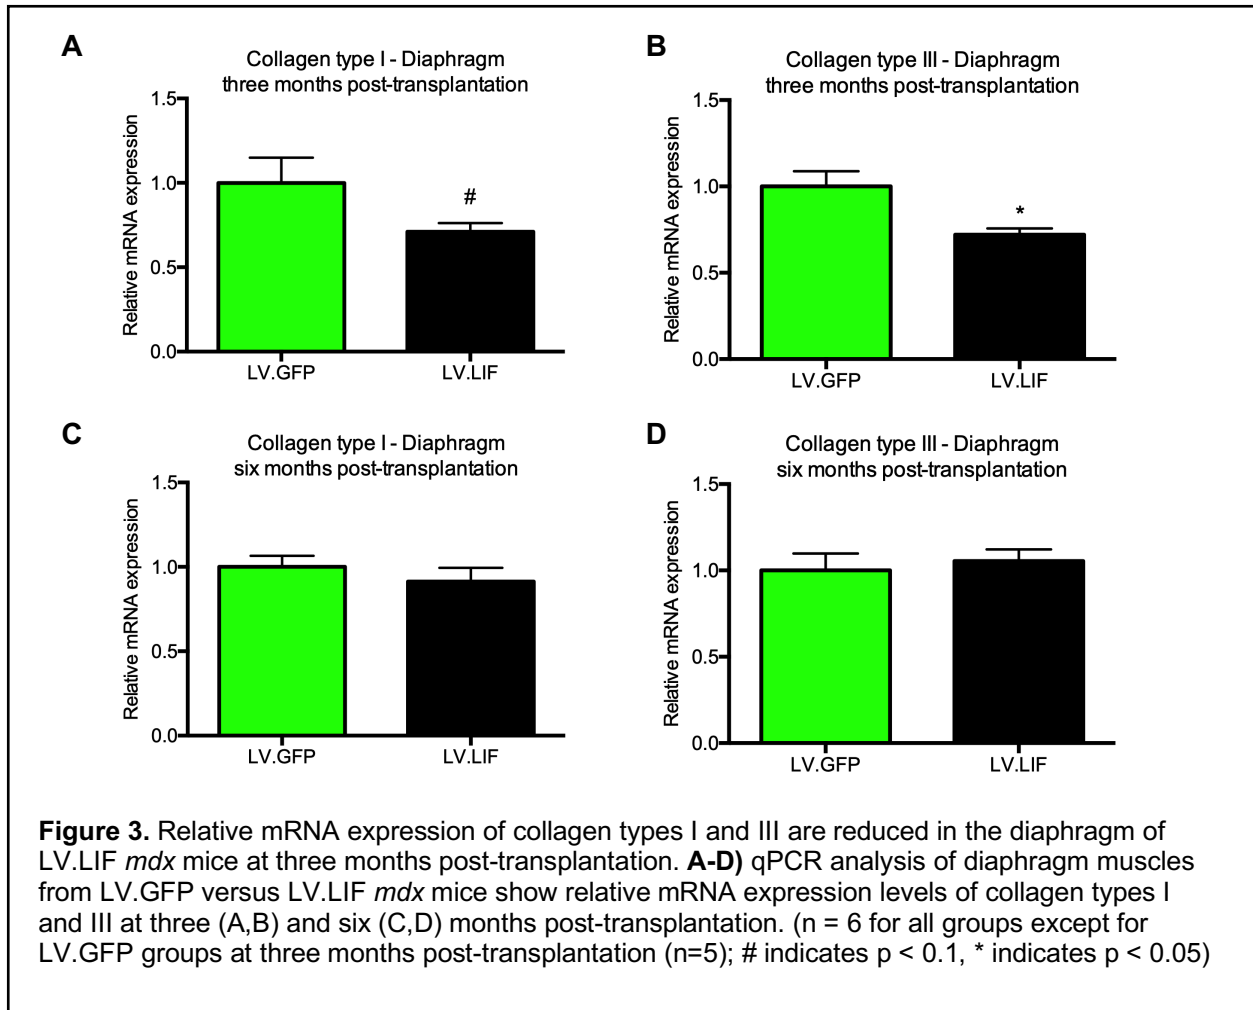 A
Collagen type I - Diaphragm
three months post-transplantation
Relative mRNA expression
1.5
1.0
0.5
0.0
#
LV.GFP LV.LIF
B
Collagen type III - Diaphragm
three months post-transplantation
Relative mRNA expression
1.5
1.0
0.5
0.0
*
LV.GFP LV.LIF
C
Collagen type I - Diaphragm
six months post-transplantation
Relative mRNA expression
1.5
1.0
0.5
0.0
LV.GFP LV.LIF
D
Collagen type III - Diaphragm
six months post-transplantation
Relative mRNA expression
1.5
1.0
0.5
0.0
LV.GFP LV.LIF
Figure 3. Relative mRNA expression of collagen types I and III are reduced in the diaphragm of
LV.LIF mdx mice at three months post-transplantation. A-D) qPCR analysis of diaphragm muscles
from LV.GFP versus LV.LIF mdx mice show relative mRNA expression levels of collagen types I
and III at three (A,B) and six (C,D) months post-transplantation. (n = 6 for all groups except for
LV.GFP groups at three months post-transplantation (n=5); # indicates p < 0.1, * indicates p < 0.05)